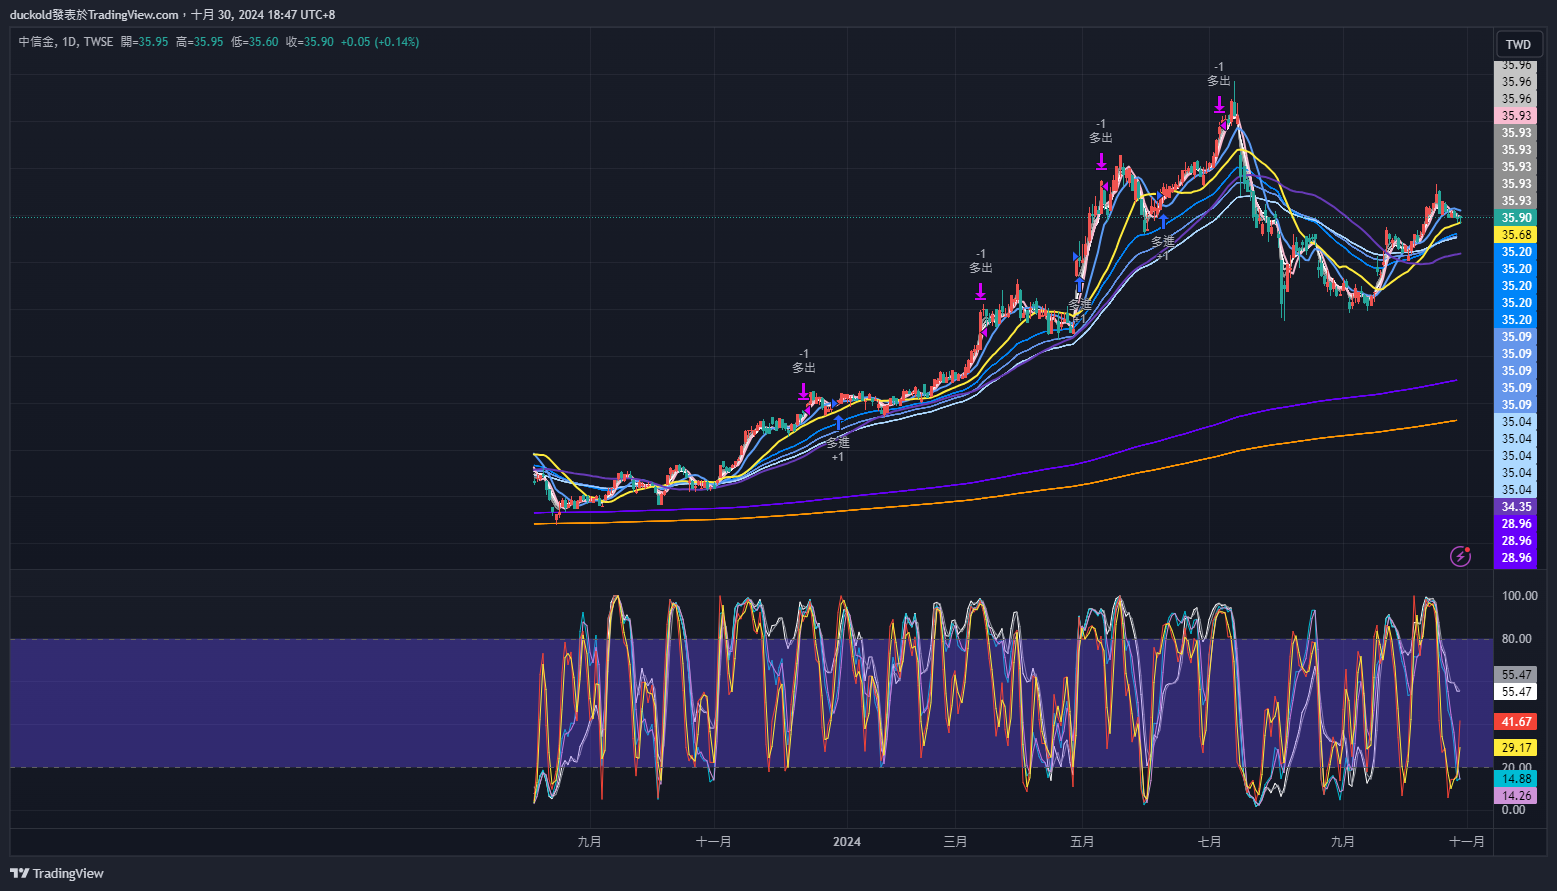 duckold發表於TradingView.com，十月 30, 2024 18:47 UTC+8
中信金, 1D, TWSE 開=35.95 高=35.95 低=35.60 收=35.90 +0.05 (+0.14%)
TWD
35.96
35.96
35.96
35.93
35.93
35.93
35.93
35.93
35.93
35.90
35.68
35.20
35.20
35.20
35.20
35.20
35.09
35.09
35.09
35.09
35.09
35.04
35.04
35.04
35.04
35.04
34.35
28.96
28.96
28.96
-1
多出
-1
多出
-1
多出
-1
多出
多進
+1
多進
+1
多進
+1
100.00
80.00
55.47
55.47
41.67
29.17
20.00
14.88
14.26
0.00
九月
十一月
2024
三月
五月
七月
九月
十一月
TradingView